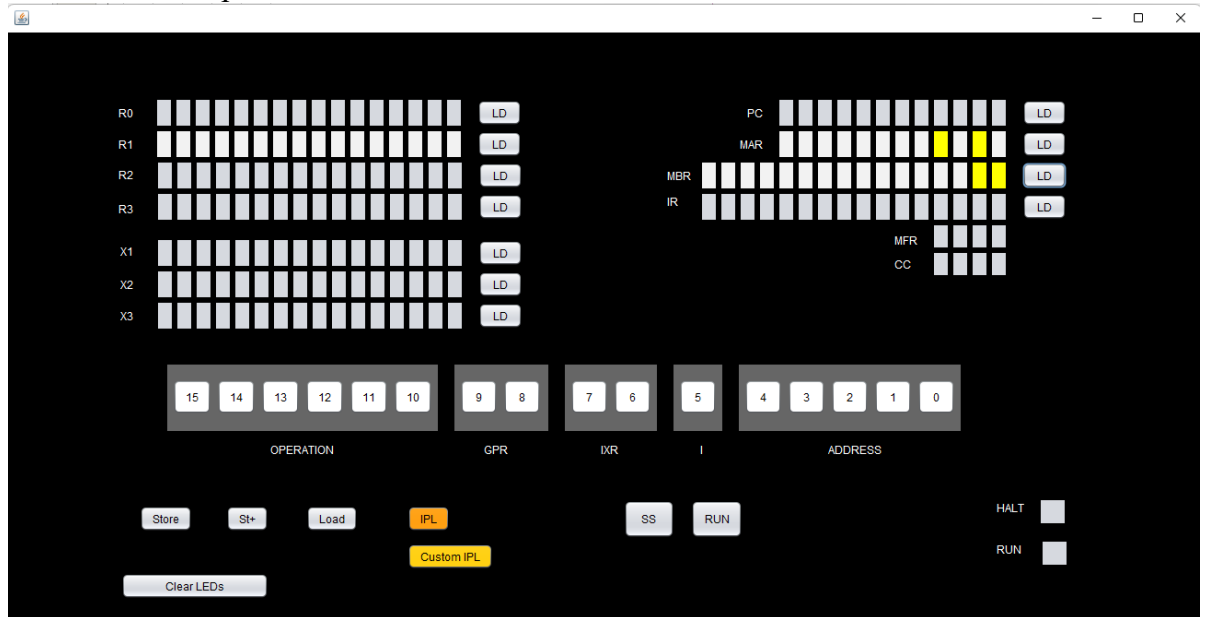 R0 LD PC LD
R1 LD MAR LD
R2 LD MBR LD
R3 LD IR LD
MFR
X1 LD CC
X2 LD
X3 LD
15 14 13 12 11 10 9 8 7 6 5 4 3 2 1 0
OPERATION GPR IXR I ADDRESS
Store St+ Load IPL SS RUN HALT
Custom IPL RUN
Clear LEDs